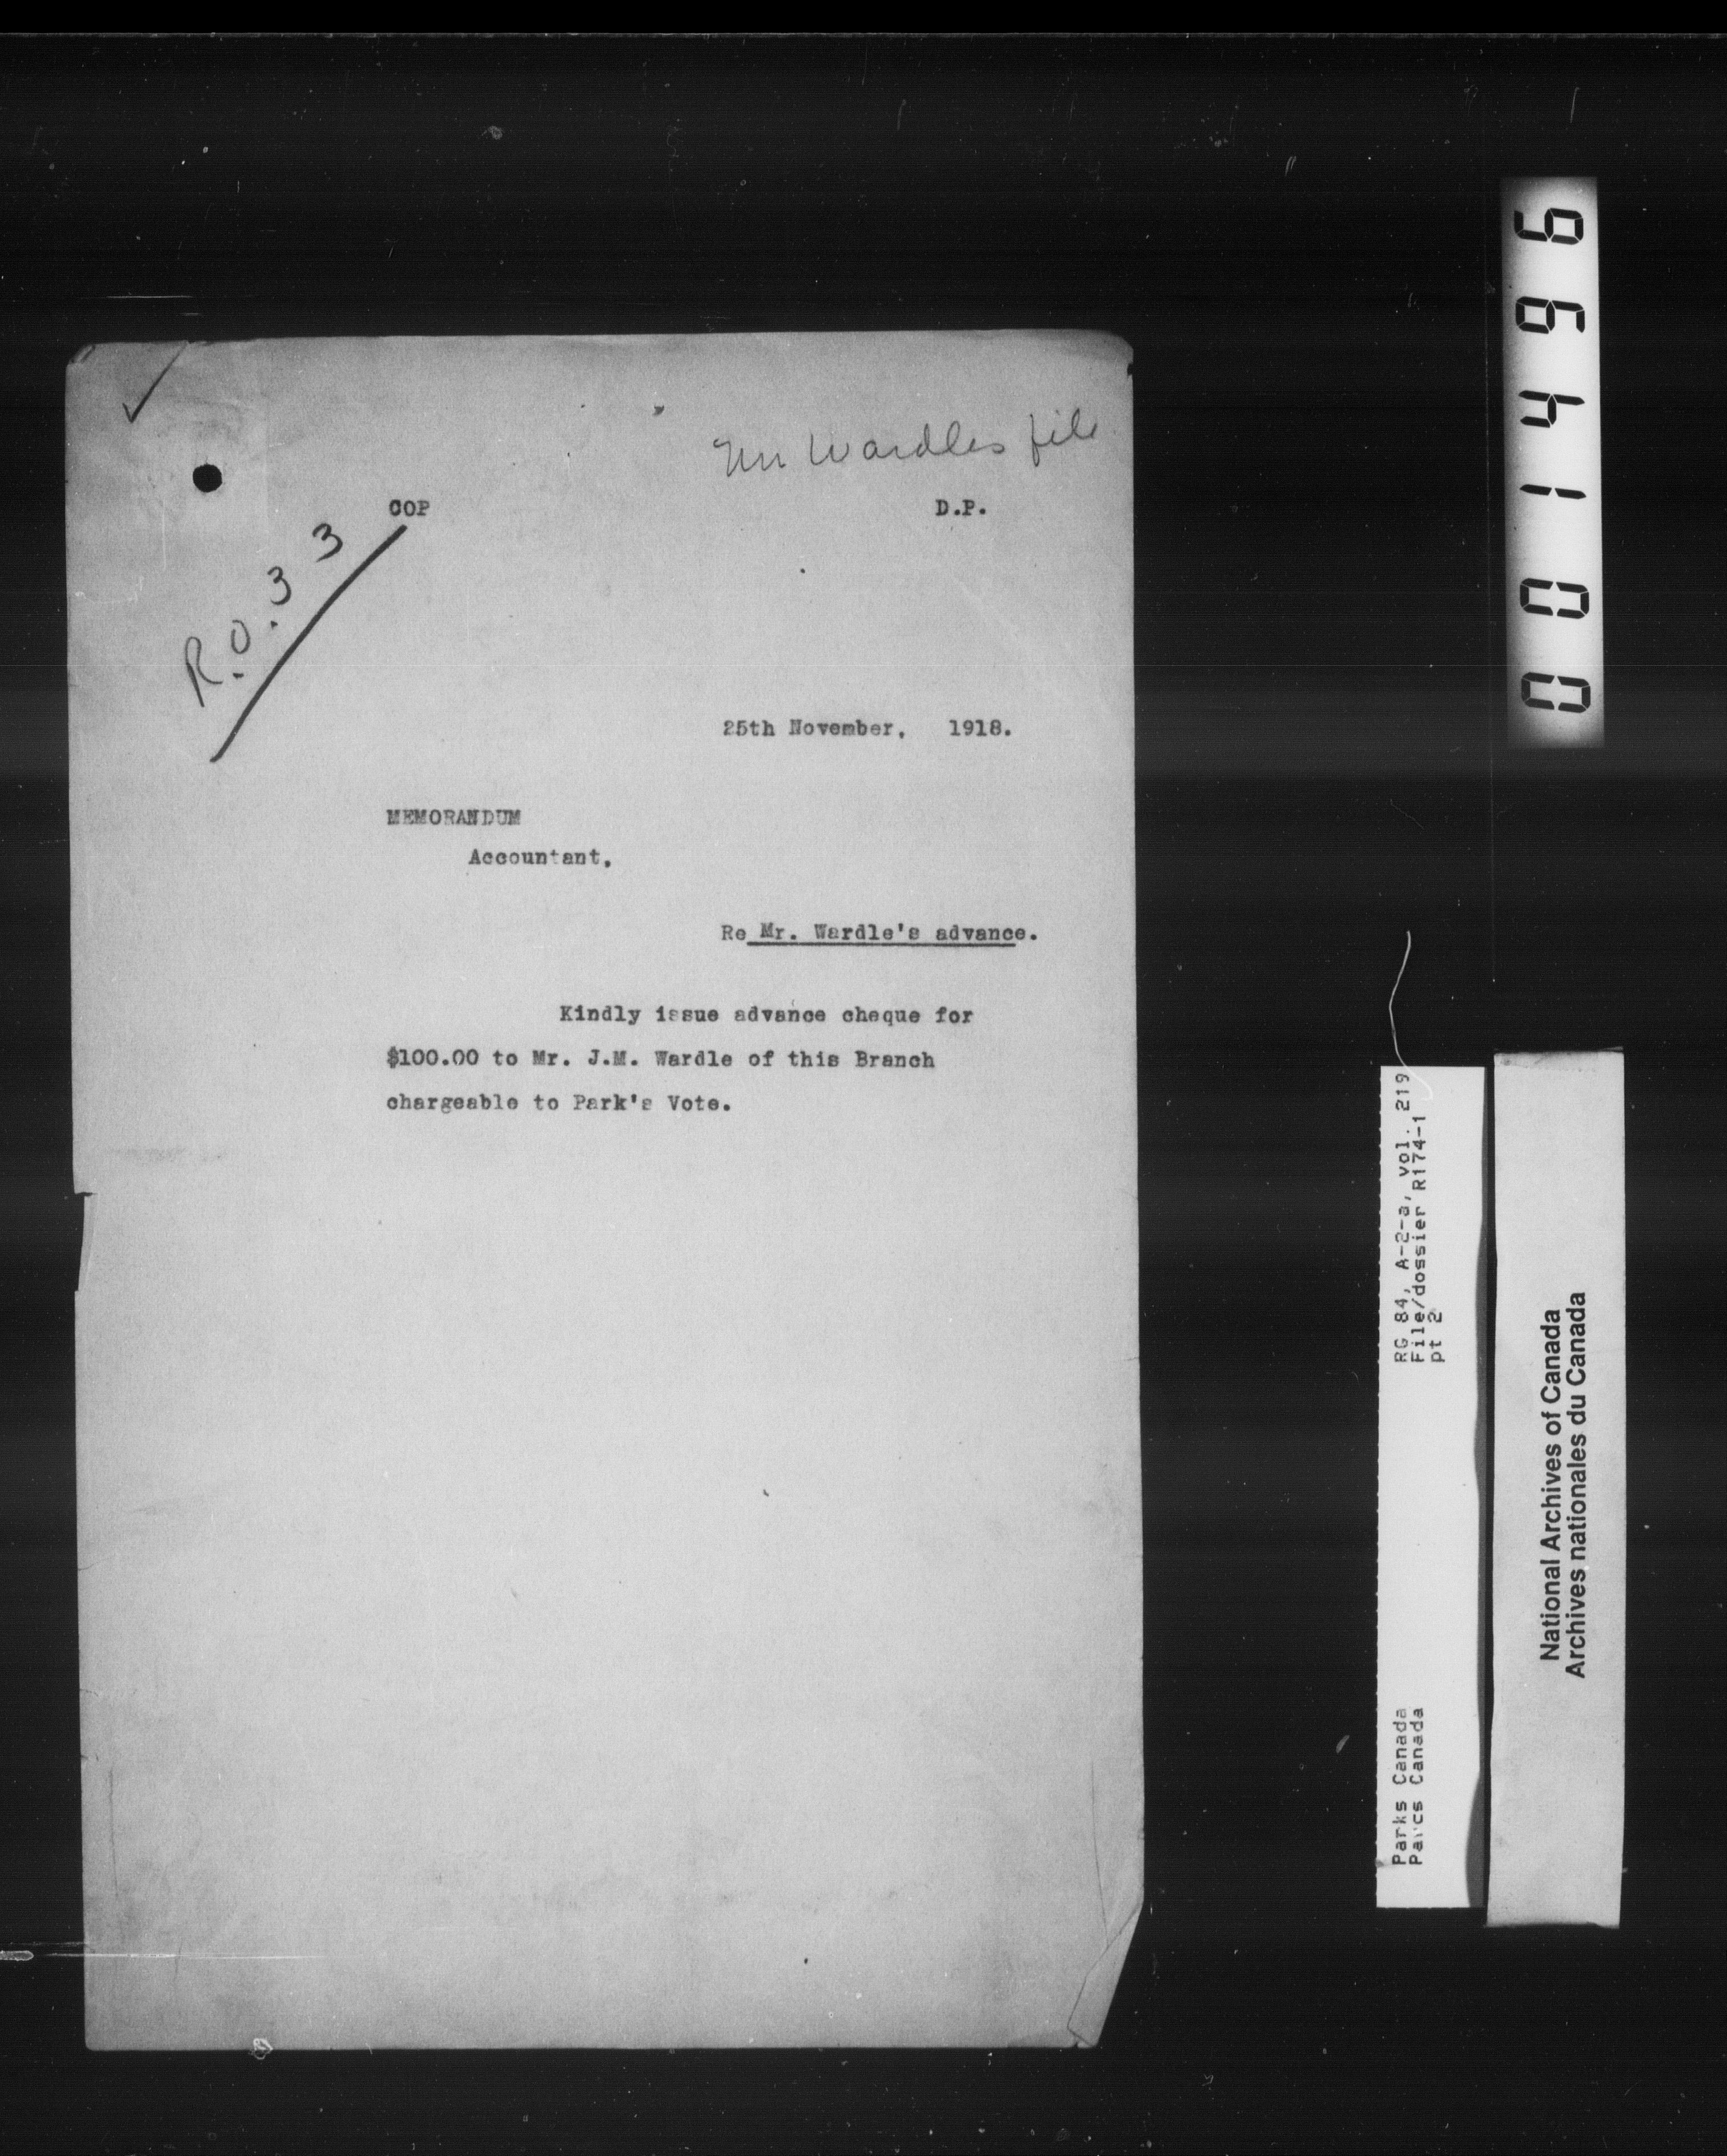 Mr Wardles file
COP D.P.
R.O. 33
25th November, 1918.
MEMORANDUM
Accountant.
Re Mr. Wardle's advance.
Kindly issue advance cheque for
$100.00 to Mr. J.M. Wardle of this Branch
chargeable to Park's Vote.
001496
RG 84, A-2-a, vol. 219
File/dossier R174-1
pt 2
Parks Canada
Parcs Canada
National Archives of Canada
Archives nationales du Canada